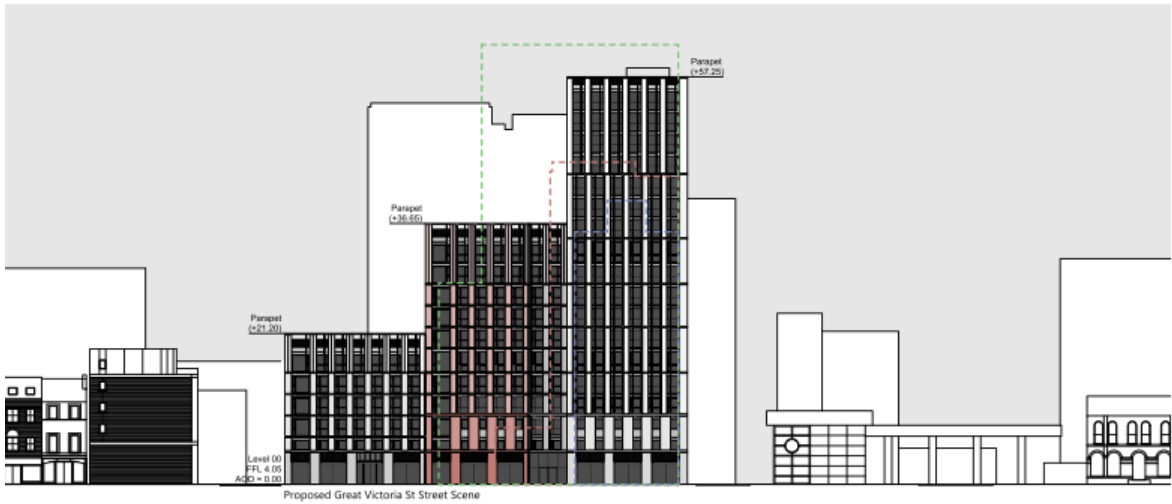 Parapet
(+57.25)
Parapet
(+36.65)
Parapet
(+21.20)
Level 00
FFL 4.05
AOD = 0.00
Proposed Great Victoria St Street Scene